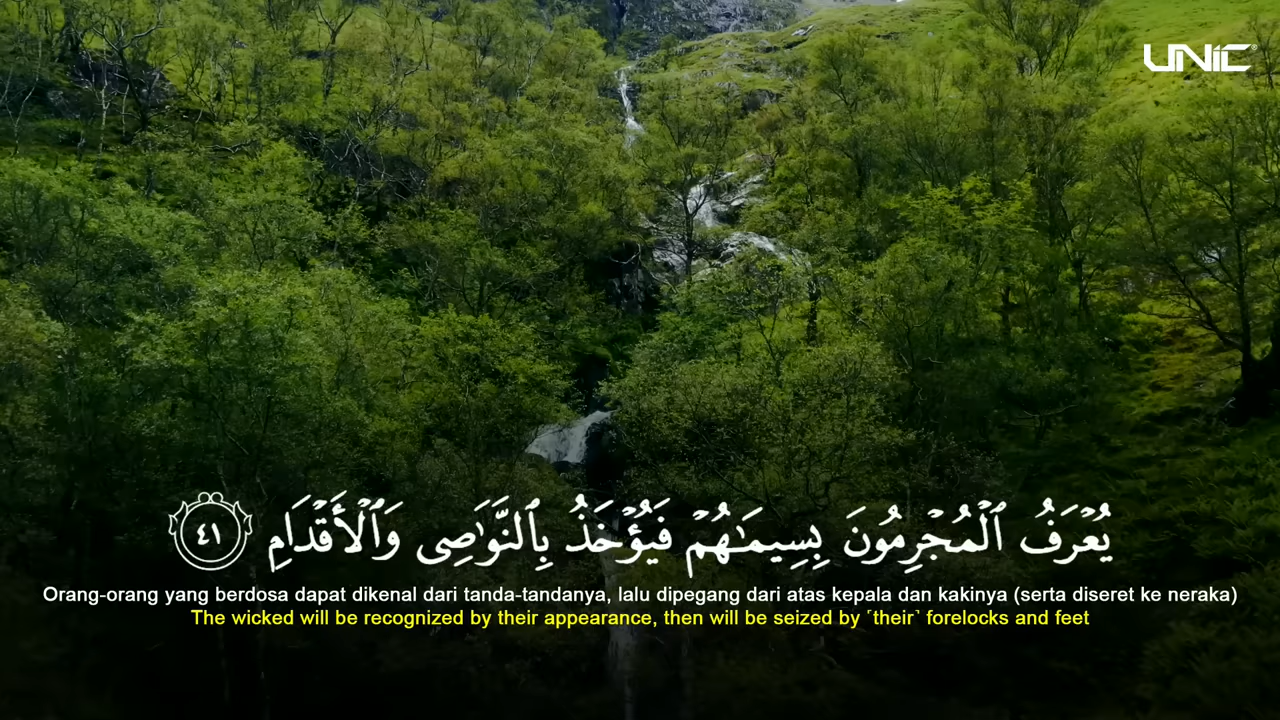 UNIC®
يُعْرَفُ ٱلْمُجْرِمُونَ بِسِيمَـٰهُمْ فَيُؤْخَذُ بِٱلنَّوَٰصِى وَٱلْأَقْدَامِ ٤١
Orang-orang yang berdosa dapat dikenal dari tanda-tandanya, lalu dipegang dari atas kepala dan kakinya (serta diseret ke neraka)
The wicked will be recognized by their appearance, then will be seized by ˹their˺ forelocks and feet